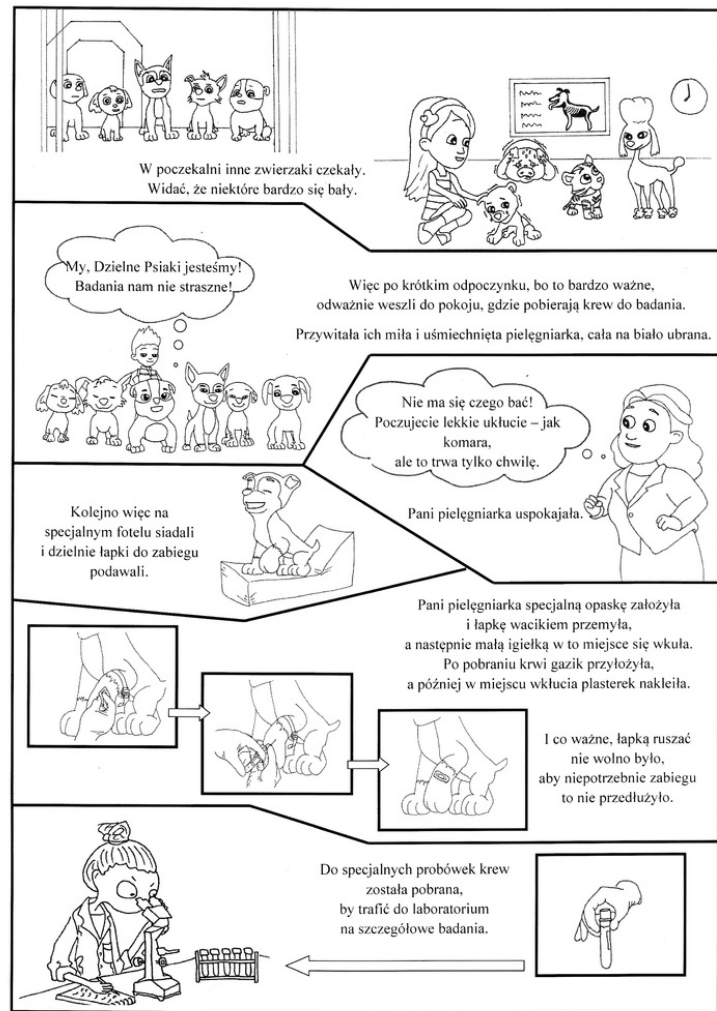 W poczekalni inne zwierzaki czekały.
Widać, że niektóre bardzo się bały.
My, Dzielne Psiaki jesteśmy!
Badania nam nie straszne!
Więc po krótkim odpoczynku, bo to bardzo ważne,
odważnie weszli do pokoju, gdzie pobierają krew do badania.
Przywitała ich miła i uśmiechnięta pielęgniarka, cała na biało ubrana.
Nie ma się czego bać!
Poczujecie lekkie ukłucie – jak
komara,
ale to trwa tylko chwilę.
Pani pielęgniarka uspokajała.
Kolejno więc na
specjalnym fotelu siadali
i dzielnie łapki do zabiegu
podawali.
Pani pielęgniarka specjalną opaskę założyła
i łapkę wacikiem przemyła,
a następnie małą igiełką w to miejsce się wkuła.
Po pobraniu krwi gazik przyłożyła,
a później w miejscu wkłucia plasterek nakleiła.
I co ważne, łapką ruszać
nie wolno było,
aby niepotrzebnie zabiegu
to nie przedłużyło.
Do specjalnych probówek krew
została pobrana,
by trafić do laboratorium
na szczegółowe badania.